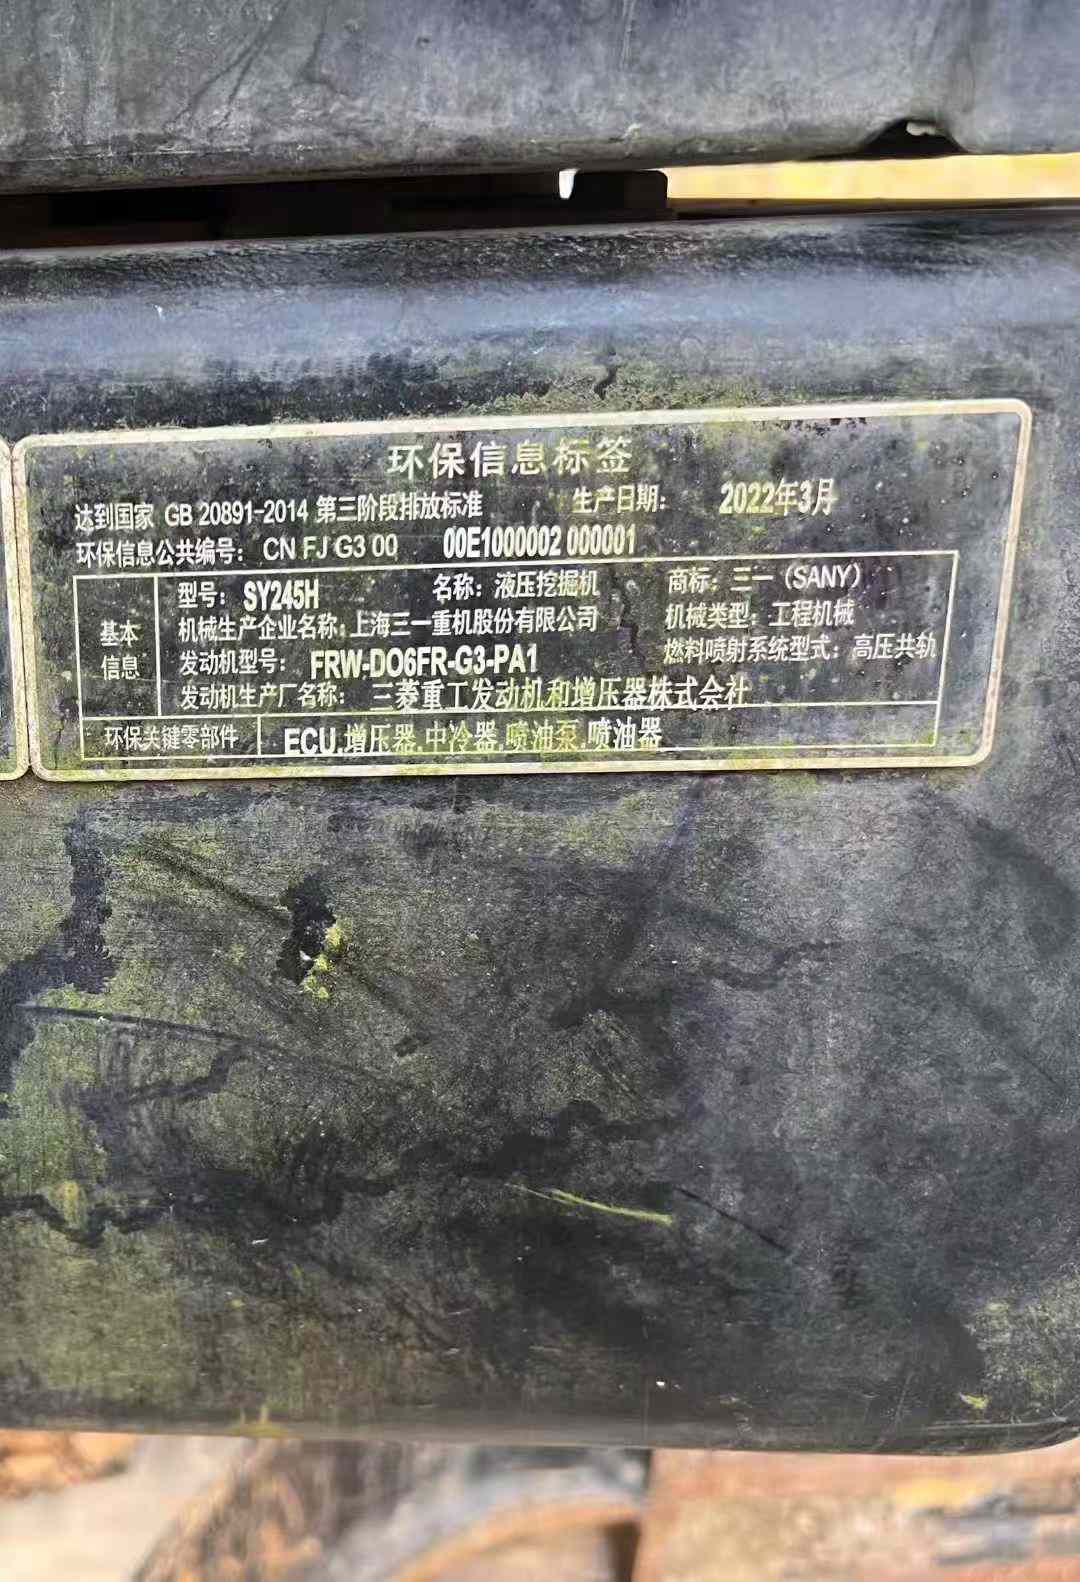 环保信息标签
达到国家 GB 20891-2014 第三阶段排放标准 生产日期: 2022年3月
环保信息公共编号: CN FJ G3 00 00E1000002 000001
基本信息
型号: SY245H 名称: 液压挖掘机 商标: 三一 (SANY)
机械生产企业名称: 上海三一重机股份有限公司 机械类型: 工程机械
发动机型号: FRW-D06FR-G3-PA1 燃料喷射系统型式: 高压共轨
发动机生产厂名称: 三菱重工发动机和增压器株式会社
环保关键零部件 ECU,增压器,中冷器,喷油泵,喷油器